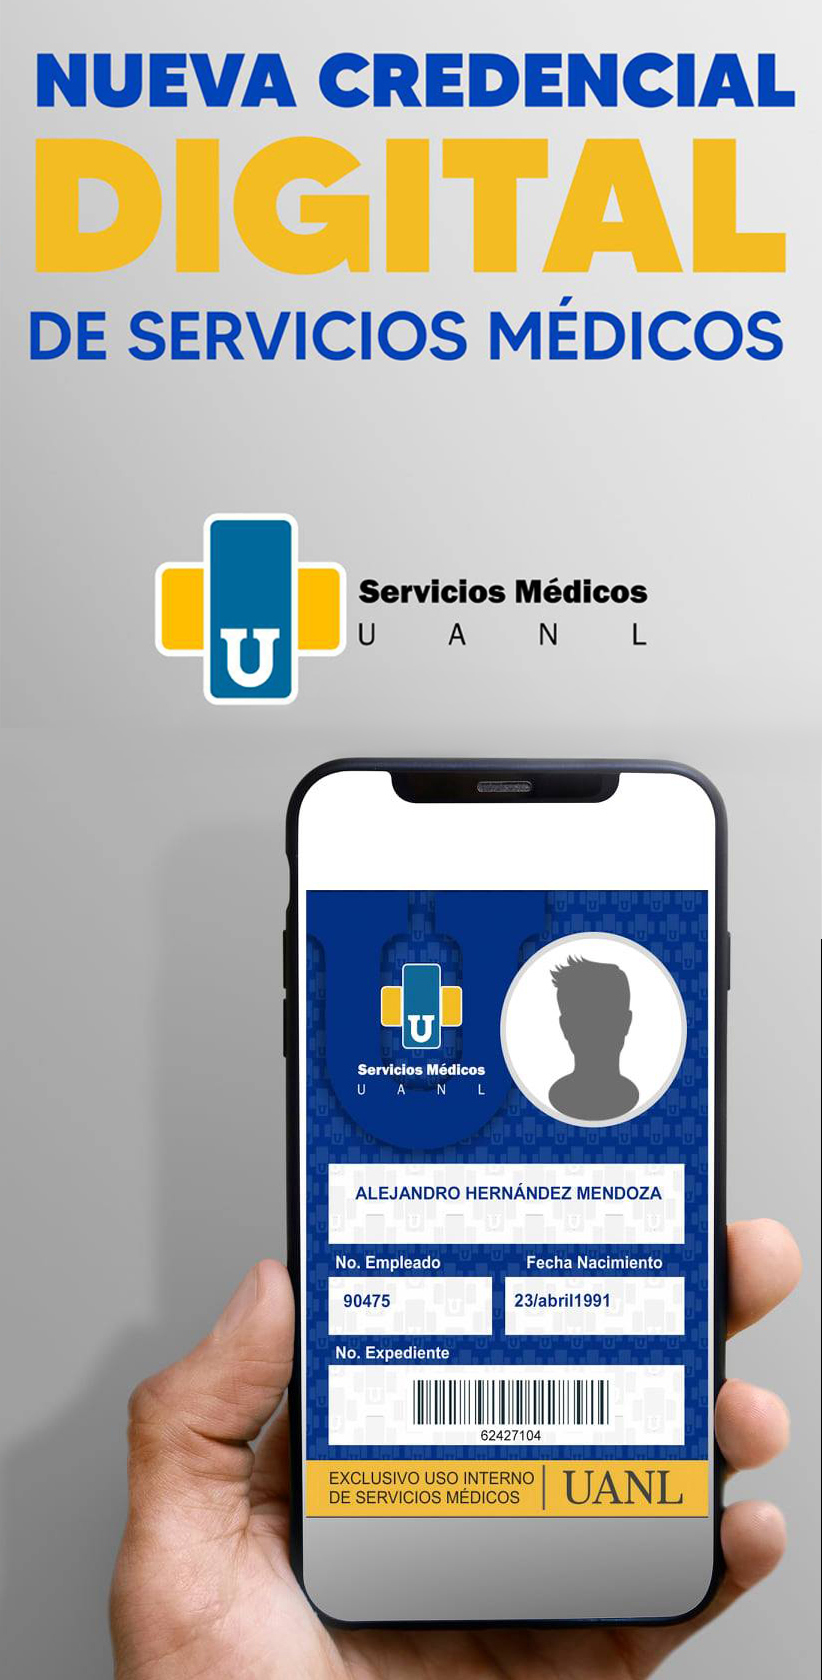 NUEVA CREDENCIAL
DIGITAL
DE SERVICIOS MÉDICOS
U
Servicios Médicos
U A N L
U
Servicios Médicos
U A N L
ALEJANDRO HERNÁNDEZ MENDOZA
No. Empleado
Fecha Nacimiento
90475
23/abril1991
No. Expediente
62427104
EXCLUSIVO USO INTERNO
DE SERVICIOS MÉDICOS
UANL